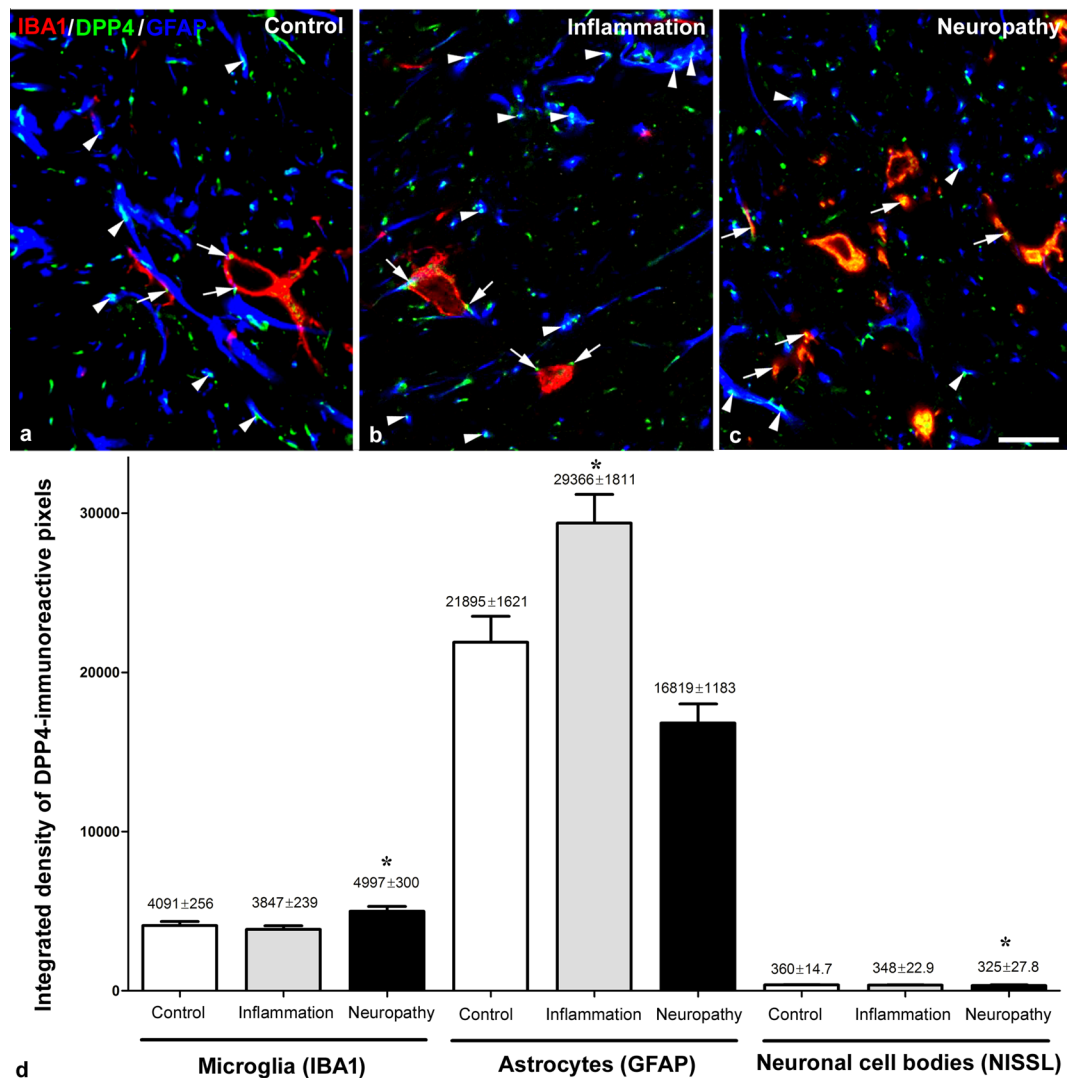 IBA1/DPP4/GFAP Control
Inflammation
Neuropathy
a
b
c
Integrated density of DPP4-immunoreactive pixels
30000
20000
10000
0
4091±256
3847±239
*
4997±300
21895±1621
*
29366±1811
16819±1183
360±14.7
348±22.9
*
325±27.8
Control Inflammation Neuropathy Control Inflammation Neuropathy Control Inflammation Neuropathy
Microglia (IBA1) Astrocytes (GFAP) Neuronal cell bodies (NISSL)
d